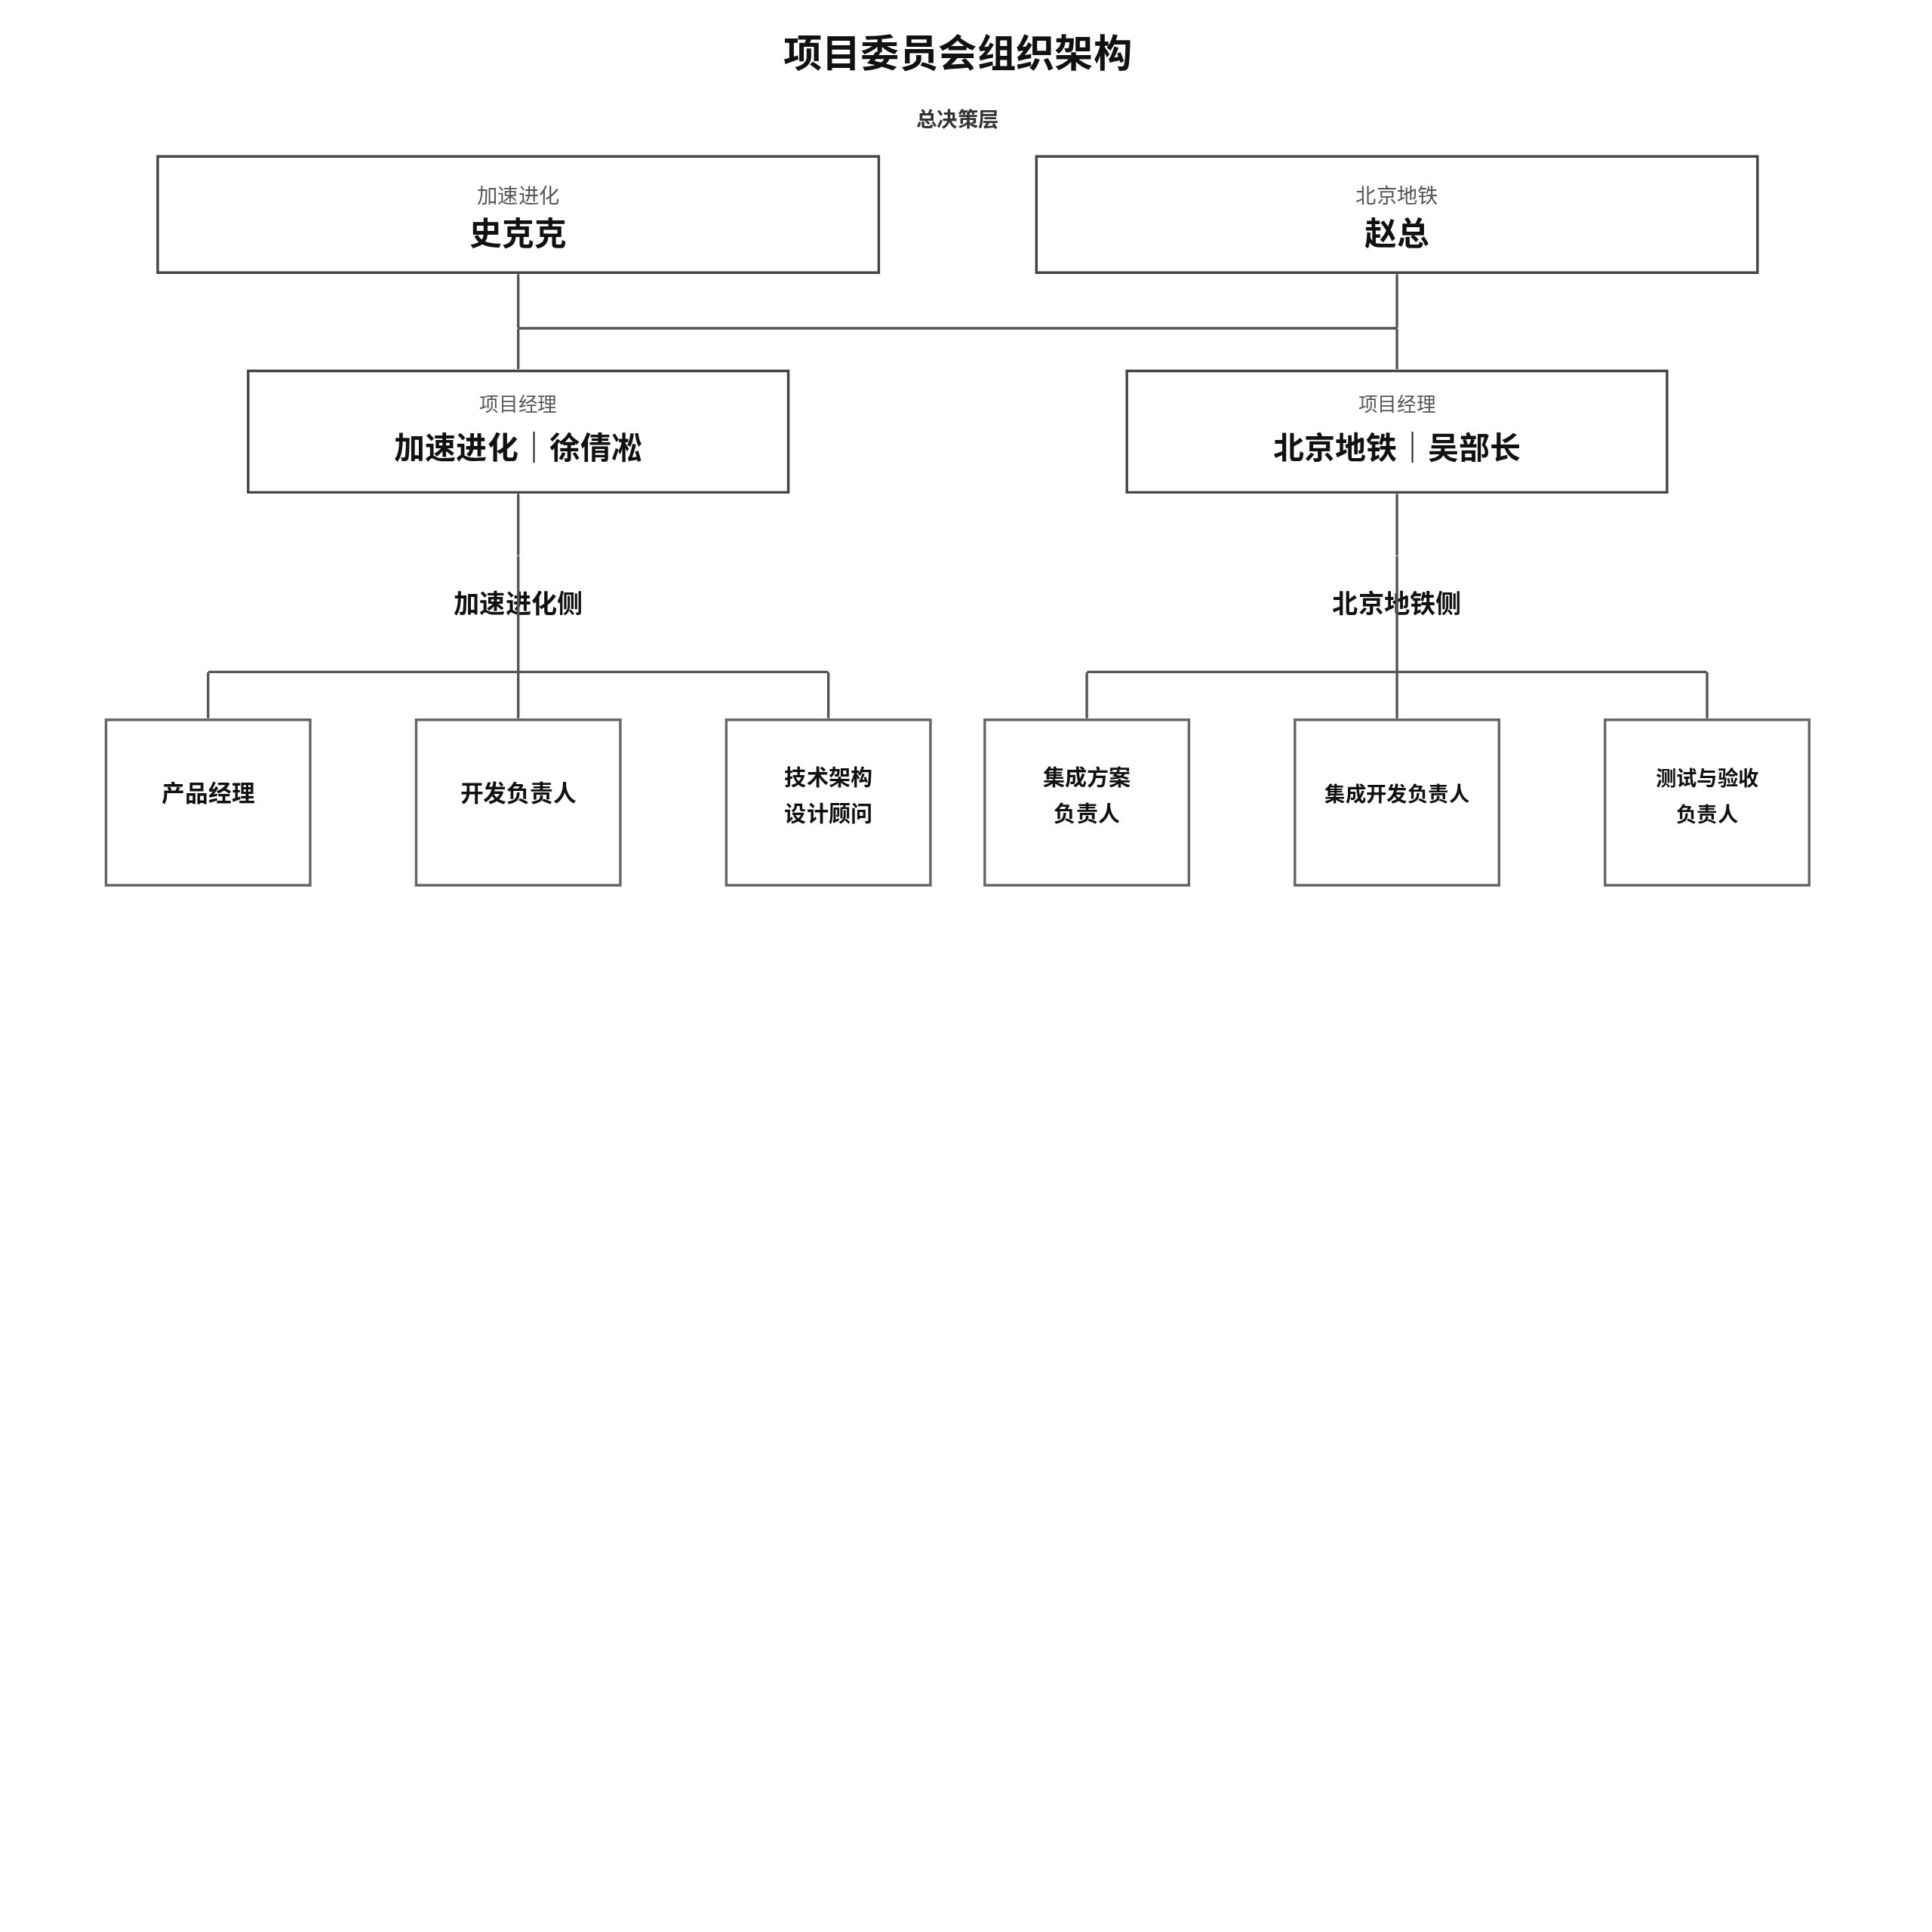 项目委员会组织架构
总决策层
加速进化
史克克
北京地铁
赵总
项目经理
加速进化｜徐倩凇
项目经理
北京地铁｜吴部长
加速进化侧
北京地铁侧
产品经理
开发负责人
技术架构
设计顾问
集成方案
负责人
集成开发负责人
测试与验收
负责人